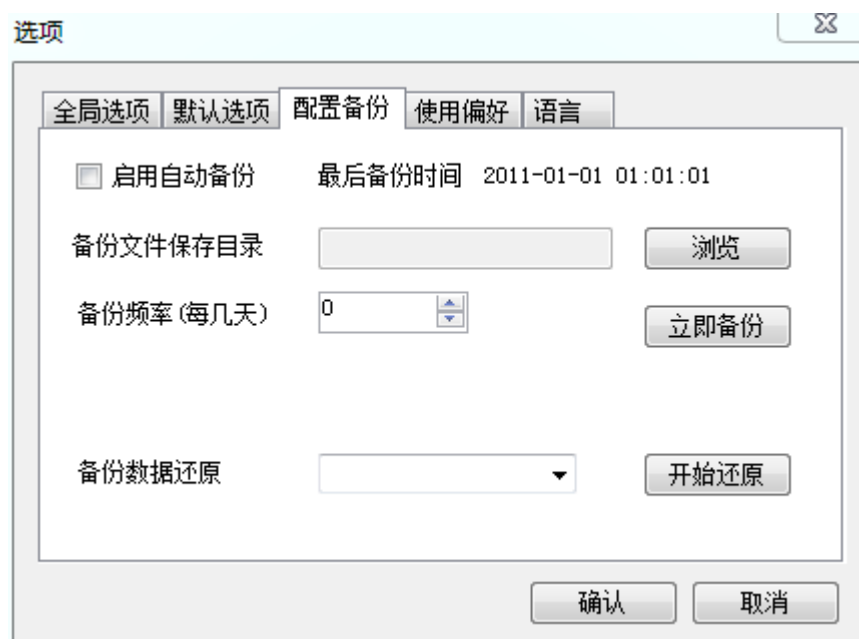 选项
全局选项 默认选项 配置备份 使用偏好 语言
启用自动备份 最后备份时间 2011-01-01 01:01:01
备份文件保存目录 浏览
备份频率(每几天) 0 立即备份
备份数据还原 开始还原
确认 取消